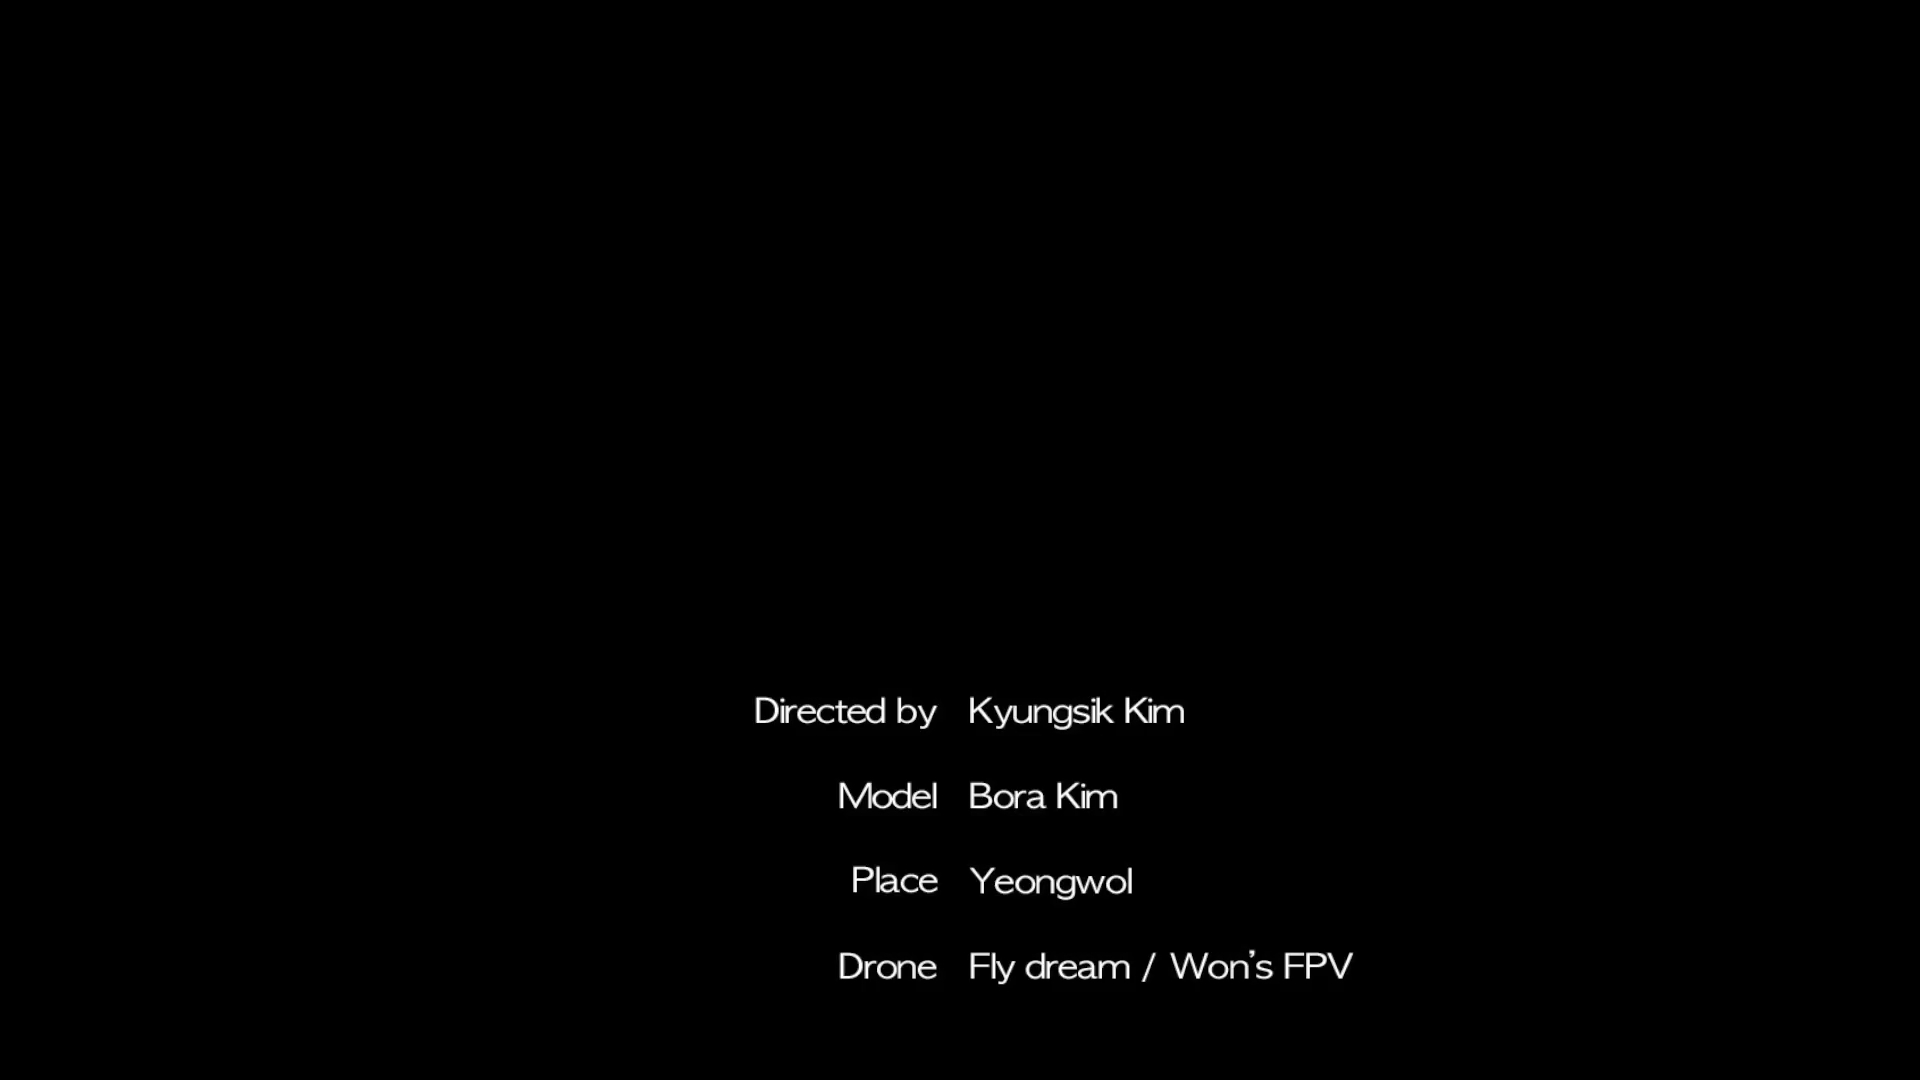 Directed by Kyungsik Kim
Model Bora Kim
Place Yeongwol
Drone Fly dream / Won’s FPV